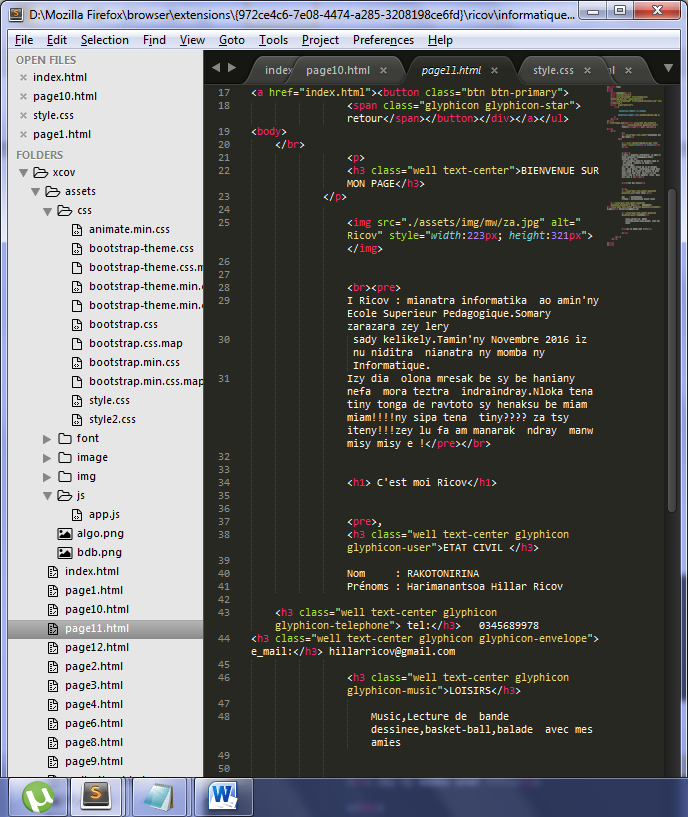 D:\Mozilla Firefox\browser\extensions\{972ce4c6-7e08-4474-a285-3208198ce6fd}\ricov\informatique...
File Edit Selection Find View Goto Tools Project Preferences Help
OPEN FILES
index.html
page10.html
style.css
page1.html
FOLDERS
xcov
assets
css
animate.min.css
bootstrap-theme.css
bootstrap-theme.css.m
bootstrap-theme.min.c
bootstrap-theme.min.c
bootstrap.css
bootstrap.css.map
bootstrap.min.css
bootstrap.min.css.map
style.css
style2.css
font
image
img
js
app.js
algo.png
bdb.png
index.html
page1.html
page10.html
page11.html
page12.html
page2.html
page3.html
page4.html
page6.html
page8.html
page9.html
index page10.html page11.html style.css
17 <a href="index.html"><button class="btn btn-primary">
18 <span class="glyphicon glyphicon-star">
retour</span></button></div></a></ul>
19 <body>
20 </br>
21 <p>
22 <h3 class="well text-center">BIENVENUE SUR
MON PAGE</h3>
23 </p>
24
25 <img src="./assets/img/mw/za.jpg" alt="
Ricov" style="width:223px; height:321px">
</img>
26
27
28 <br><pre>
29 I Ricov : mianatra informatika ao amin'ny
Ecole Superieur Pedagogique.Somary
zarazara zey lery
30 sady kelikely.Tamin'ny Novembre 2016 iz
nu niditra nianatra ny momba ny
Informatique.
31 Izy dia olona mresak be sy be haniany
nefa mora teztra indraindray.Nloka tena
tiny tonga de ravtoto sy henaksu be miam
miam!!!!ny sipa tena tiny???? za tsy
iteny!!!zey lu fa am manarak ndray manw
misy misy e !</pre></br>
32
33
34 <h1> C'est moi Ricov</h1>
35
36
37 <pre>,
38 <h3 class="well text-center glyphicon
glyphicon-user">ETAT CIVIL </h3>
39
40 Nom : RAKOTONIRINA
41 Prénoms : Harimanantsoa Hillar Ricov
42
43 <h3 class="well text-center glyphicon
glyphicon-telephone"> tel:</h3> 0345689978
44 <h3 class="well text-center glyphicon glyphicon-envelope">
e_mail:</h3> hillarricov@gmail.com
45
46 <h3 class="well text-center glyphicon
glyphicon-music">LOISIRS</h3>
47
48 Music,Lecture de bande
dessinee,basket-ball,balade avec mes
amies
49
50